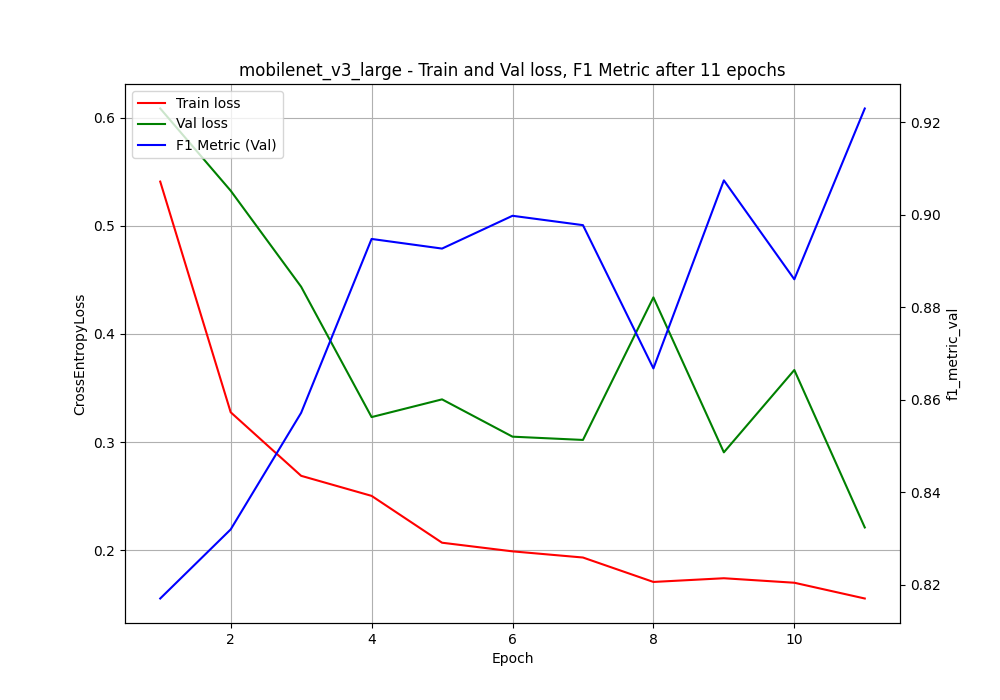 mobilenet_v3_large - Train and Val loss, F1 Metric after 11 epochs
Train loss
Val loss
F1 Metric (Val)
0.6
0.5
0.4
0.3
0.2
CrossEntropyLoss
0.92
0.90
0.88
0.86
0.84
0.82
f1_metric_val
2 4 6 8 10
Epoch